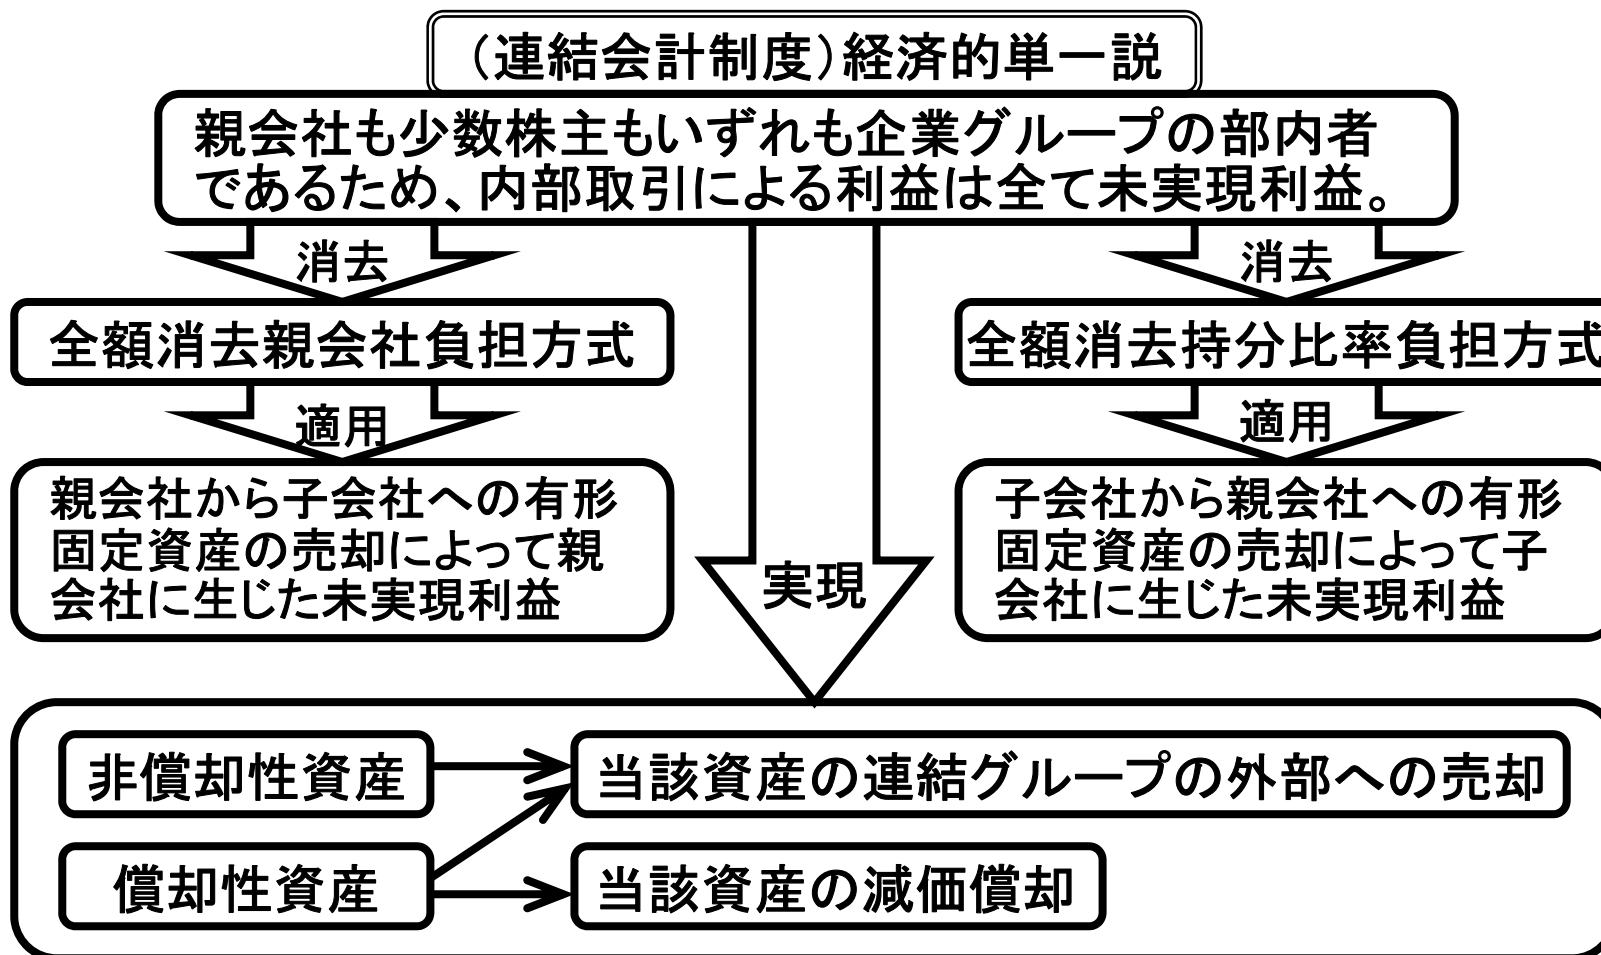 （連結会計制度）経済的単一説
親会社も少数株主もいずれも企業グループの部内者
であるため、内部取引による利益は全て未実現利益。
消去
消去
全額消去親会社負担方式
全額消去持分比率負担方式
適用
適用
親会社から子会社への有形
固定資産の売却によって親
会社に生じた未実現利益
実現
子会社から親会社への有形
固定資産の売却によって子
会社に生じた未実現利益
非償却性資産
当該資産の連結グループの外部への売却
償却性資産
当該資産の減価償却